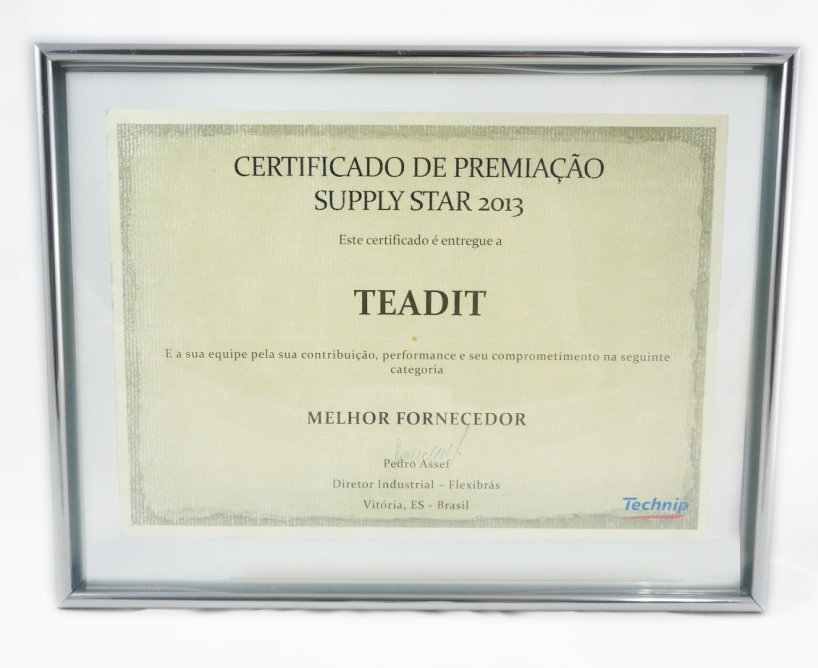 CERTIFICADO DE PREMIAÇÃO
SUPPLY STAR 2013
Este certificado é entregue a
TEADIT
E a sua equipe pela sua contribuição, performance e seu comprometimento na seguinte
categoria
MELHOR FORNECEDOR
Pedro Assef
Diretor Industrial – Flexibrás
Vitória, ES - Brasil
Technip